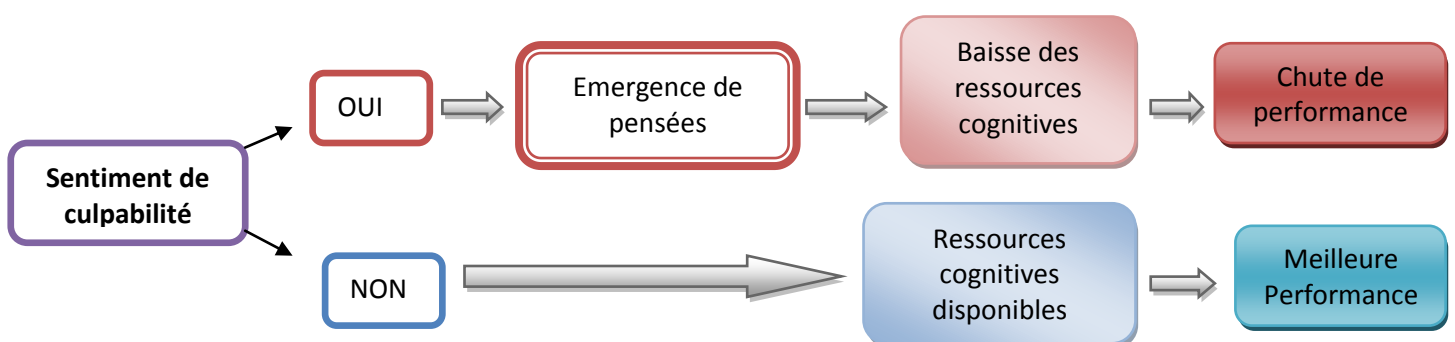 Sentiment de
culpabilité
OUI
Emergence de
pensées
Baisse des
ressources
cognitives
Chute de
performance
NON
Ressources
cognitives
disponibles
Meilleure
Performance